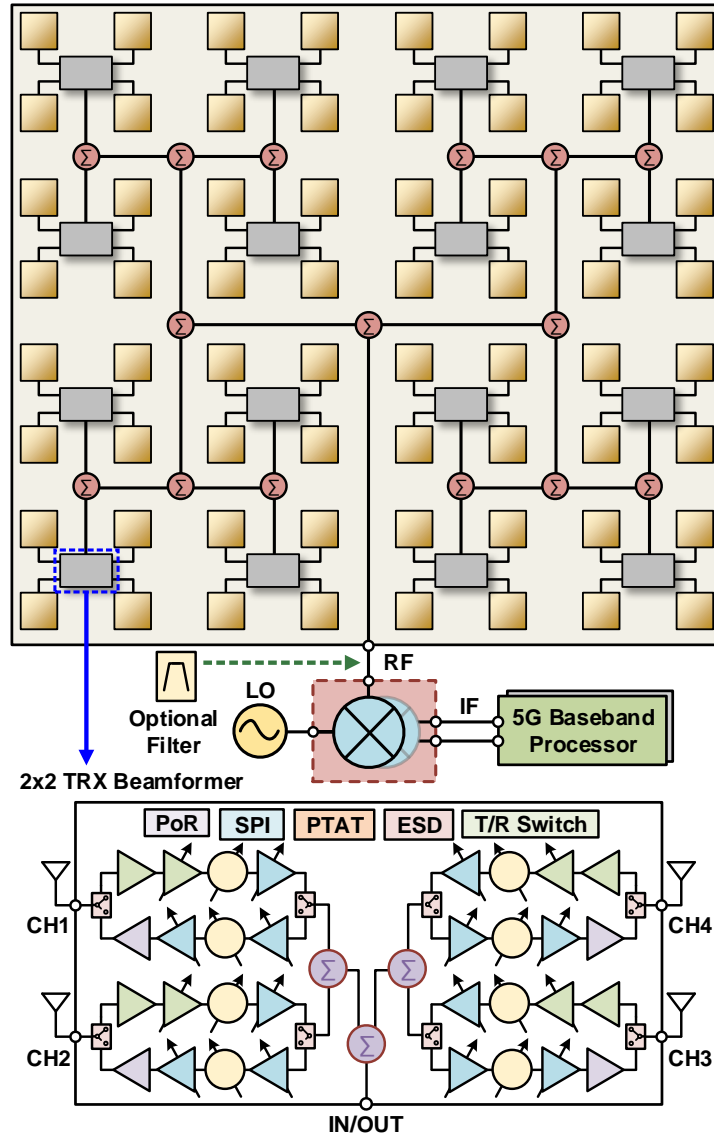 Σ Σ Σ Σ Σ Σ
Σ Σ Σ
Σ Σ Σ Σ Σ Σ
RF
LO
IF
Optional
Filter
5G Baseband
Processor
2x2 TRX Beamformer
PoR SPI PTAT ESD T/R Switch
CH1 CH4
Σ Σ
Σ
CH2 CH3
IN/OUT